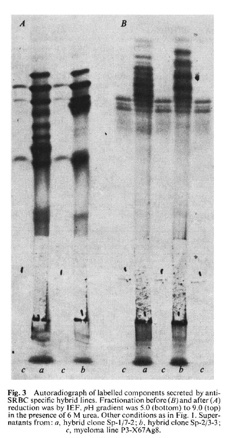 A
B
c a c b
c a c b c
Fig. 3 Autoradiograph of labelled components secreted by anti-
SRBC specific hybrid lines. Fractionation before (B) and after (A)
reduction was by IEF. pH gradient was 5.0 (bottom) to 9.0 (top)
in the presence of 6 M urea. Other conditions as in Fig. 1. Super-
natants from: a, hybrid clone Sp-1/7-2; b, hybrid clone Sp-2/3-3;
c, myeloma line P3-X67Ag8.